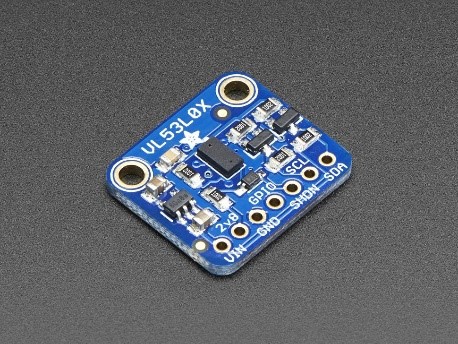 VL53L0X
VIN
2v8
GND
GPIO
SHDN
SCL
SDA